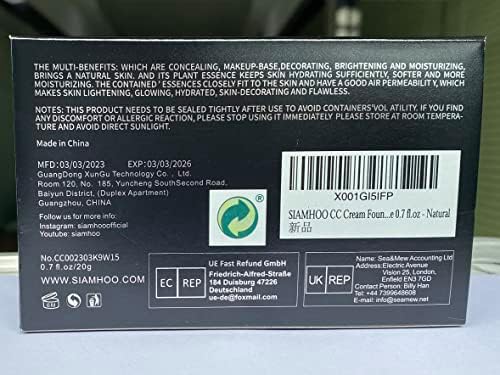 THE MULTI-BENEFITS: WHICH ARE CONCEALING, MAKEUP-BASE,DECORATING, BRIGHTENING AND MOISTURIZING,
BRINGS A NATURAL SKIN. AND ITS PLANT ESSENCE KEEPS SKIN HYDRATING SUFFICIENTLY, SOFTER AND MORE
MOISTURIZING. THE CONTAINED' ESSENCES CLOSELY FIT TO THE SKIN AND HAVE GOOD AIR PERMEABILITY, WHICH
MAKES SKIN LIGHTENING, GLOWING, HYDRATED, SKIN-DECORATING AND FLAWLESS.
NOTES: THIS PRODUCT NEEDS TO BE SEALED TIGHTLY AFTER USED TO AVOID CONTAINERS'VOL ATILITY. IF YOU FIND
ANY DISCOMFORT OR ALLERGIC REACTION, PLEASE STOP USING IT IMMEDIATELY PLEASE STORE AT ROOM TEMPERA-
TURE AND AVOID DIRECT SUNLIGHT.
Made in China
MFD:03/03/2023 EXP:03/03/2026
GuangDong XunGu Technology Co. , Ltd.
Room 120, No. 185, Yuncheng SouthSecond Road,
Baiyun District, (Duplex Apartment)
Guangzhou, CHINA
Follow us for more info:
Instagram: siamhooofficial
Youtube: siamhoo
No.CC002303K9W15
0.7 fl.oz/20g
WWW.SIAMHOO.COM
X001GI5IFP
SIAMHOO CC Cream Foun...e 0.7 fl.oz - Natural
新品
EC REP
UE Fast Refund GmbH
Friedrich-Alfred-Straße
184 Duisburg 47226
Deutschland
ue-de@foxmail.com
UK REP
Name: Sea&Mew Accounting Ltd
Address: Electric Avenue
Vision 25, London,
Enfield EN3 7GD
Contact person: Billy Han
Tel: +44 7399648608
E-mail: info@seamew.net